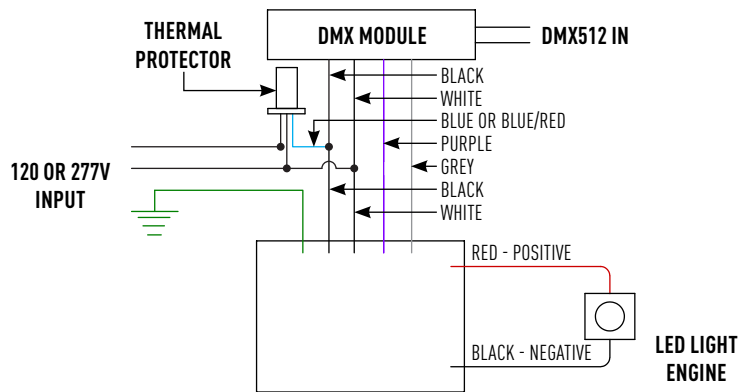 THERMAL
PROTECTOR
DMX MODULE
DMX512 IN
BLACK
WHITE
BLUE OR BLUE/RED
PURPLE
GREY
BLACK
WHITE
120 OR 277V
INPUT
RED - POSITIVE
BLACK - NEGATIVE
LED LIGHT
ENGINE